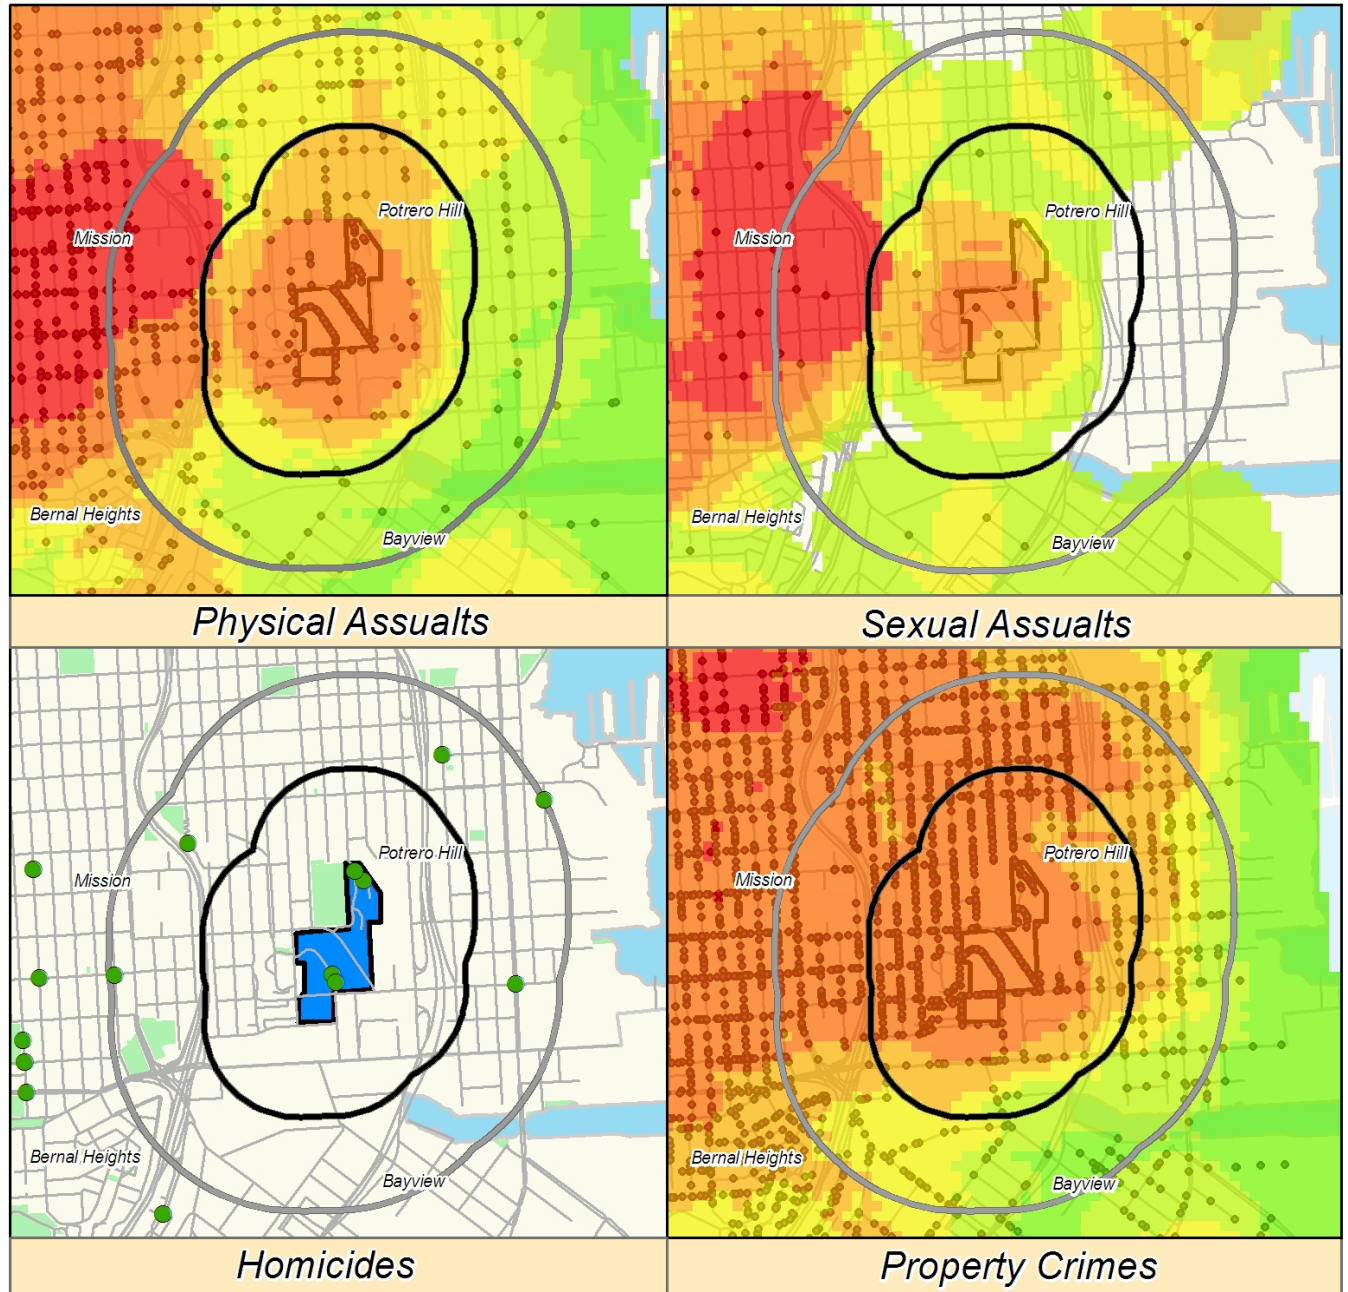 Potrero Hill
Mission
Bernal Heights
Bayview
Physical Assualts
Potrero Hill
Mission
Bernal Heights
Bayview
Sexual Assualts
Potrero Hill
Mission
Bernal Heights
Bayview
Homicides
Potrero Hill
Mission
Bernal Heights
Bayview
Property Crimes